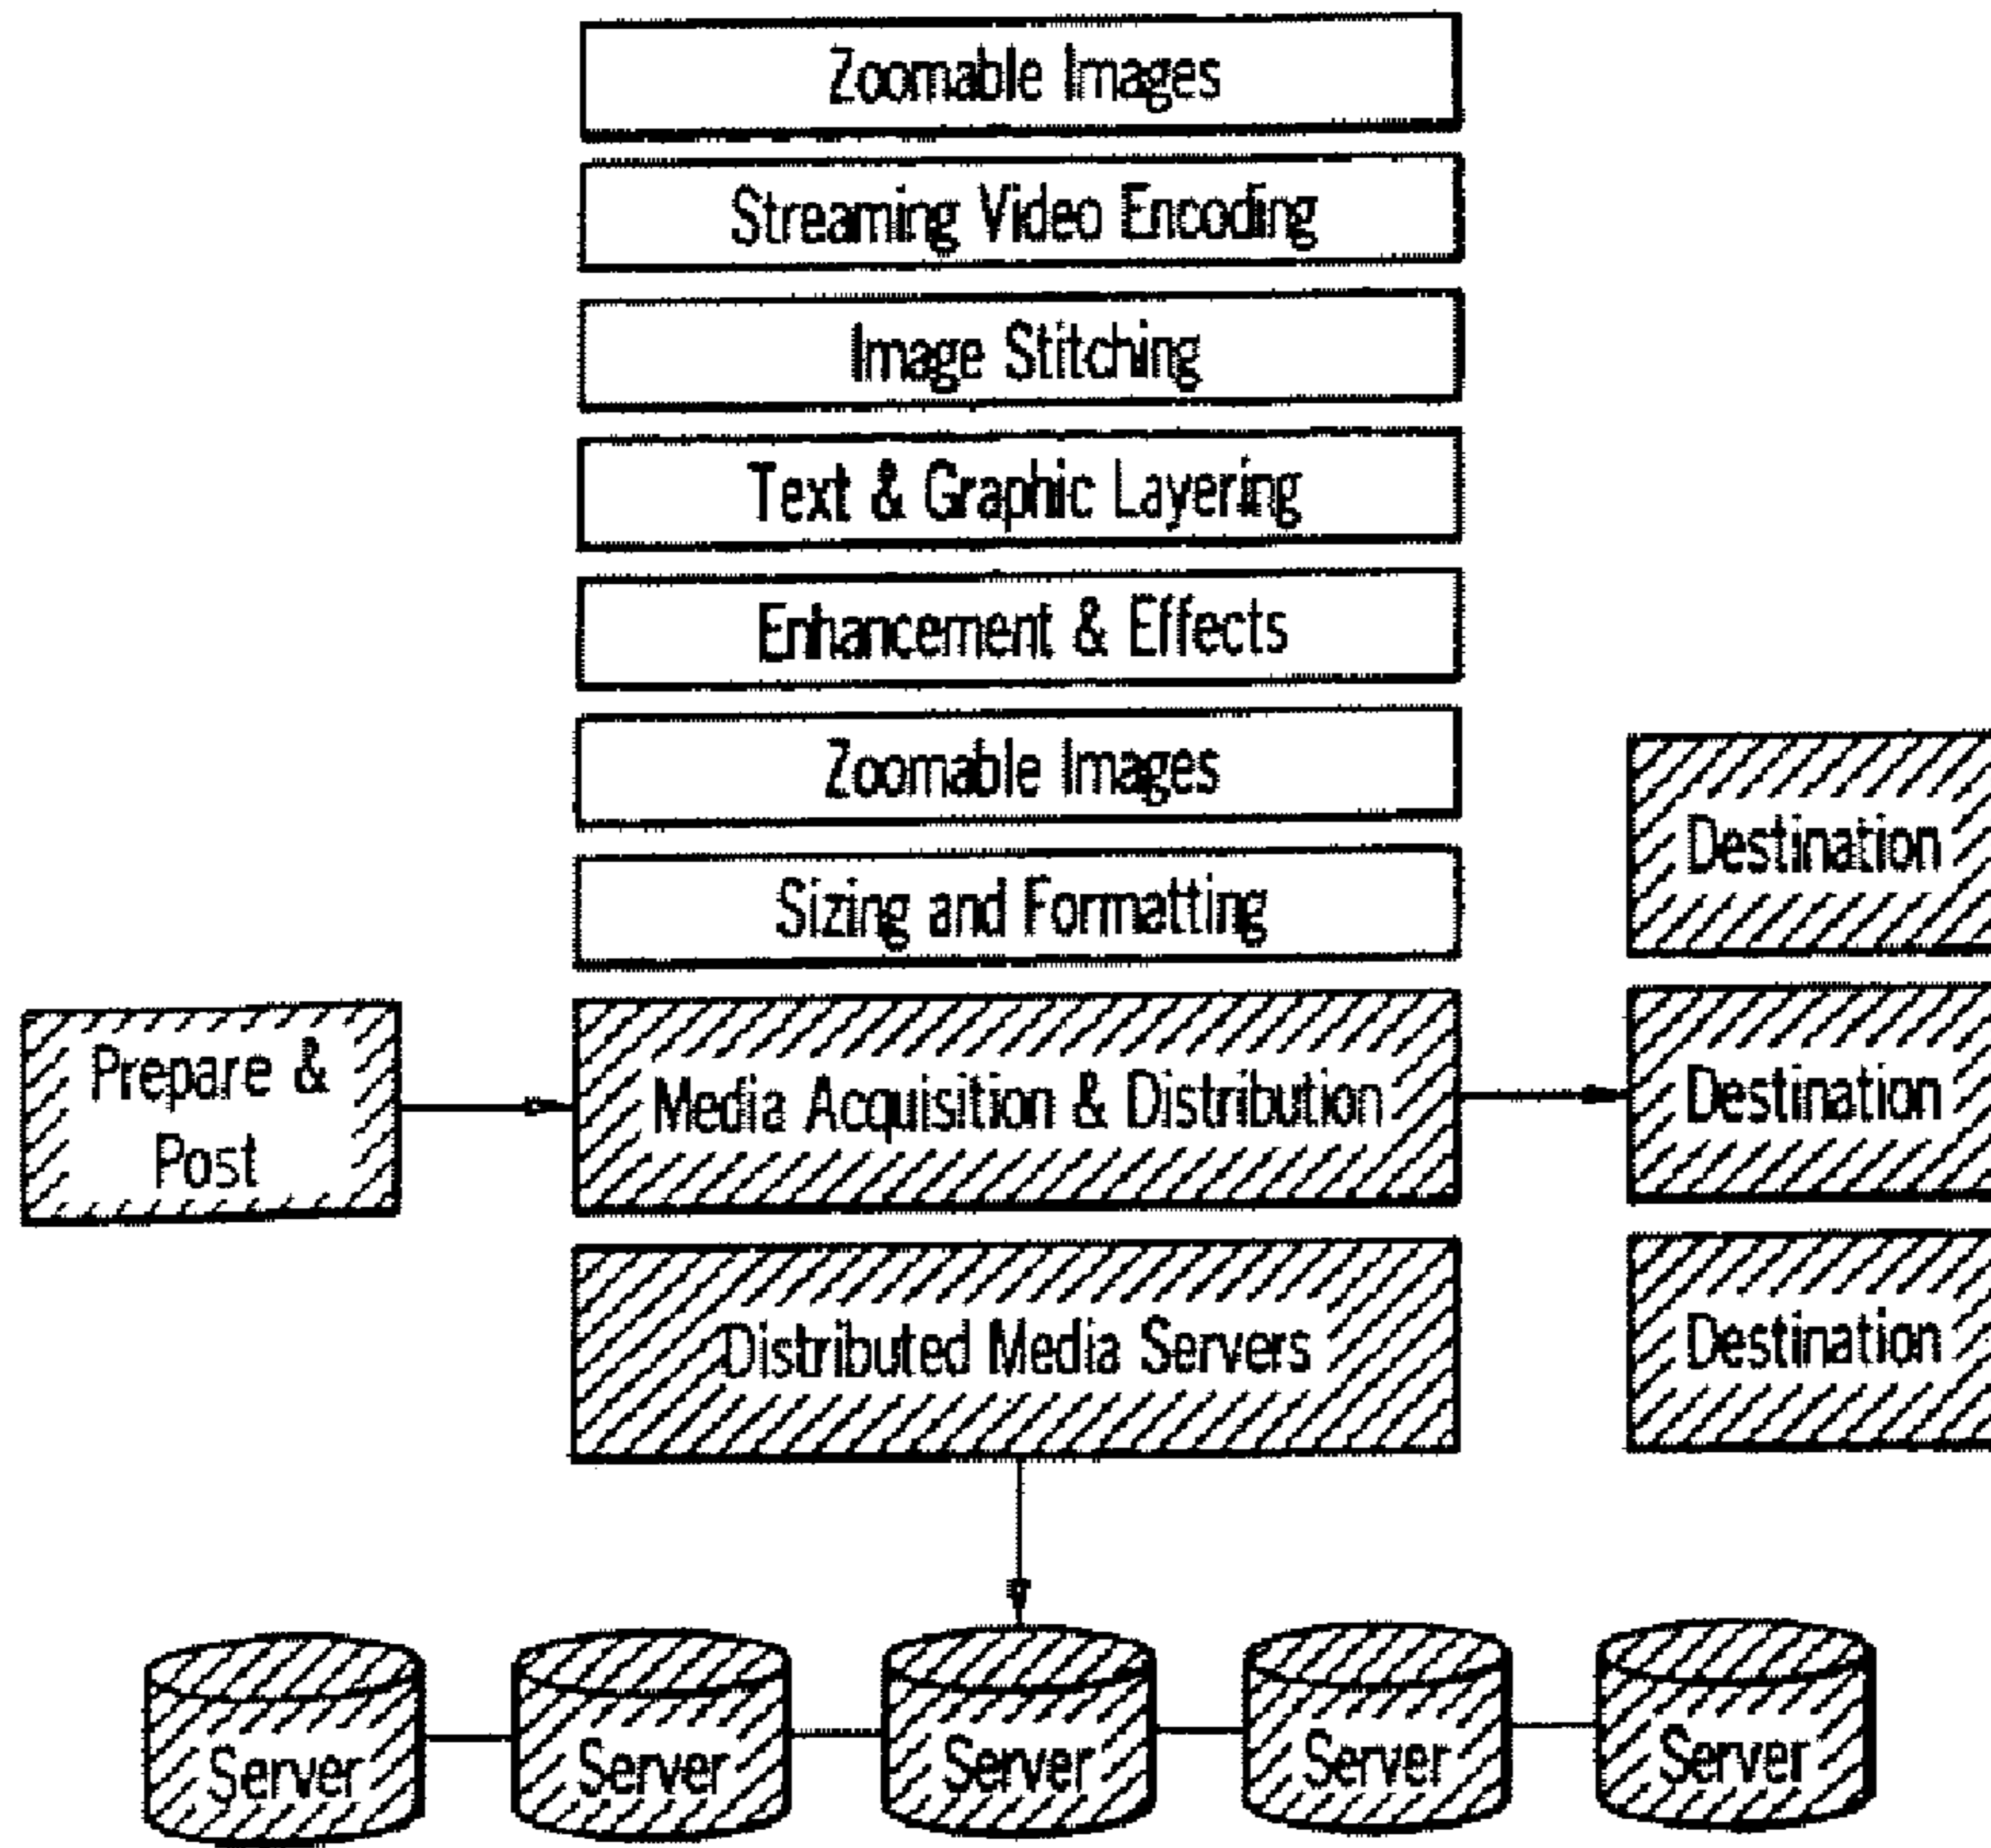 Zoomable Images
Streaming Video Encoding
Image Stitching
Text & Graphic Layering
Enhancement & Effects
Zoomable Images
Sizing and Formatting
Destination
Prepare &
Post
Media Acquisition & Distribution
Destination
Distributed Media Servers
Destination
Server
Server
Server
Server
Server